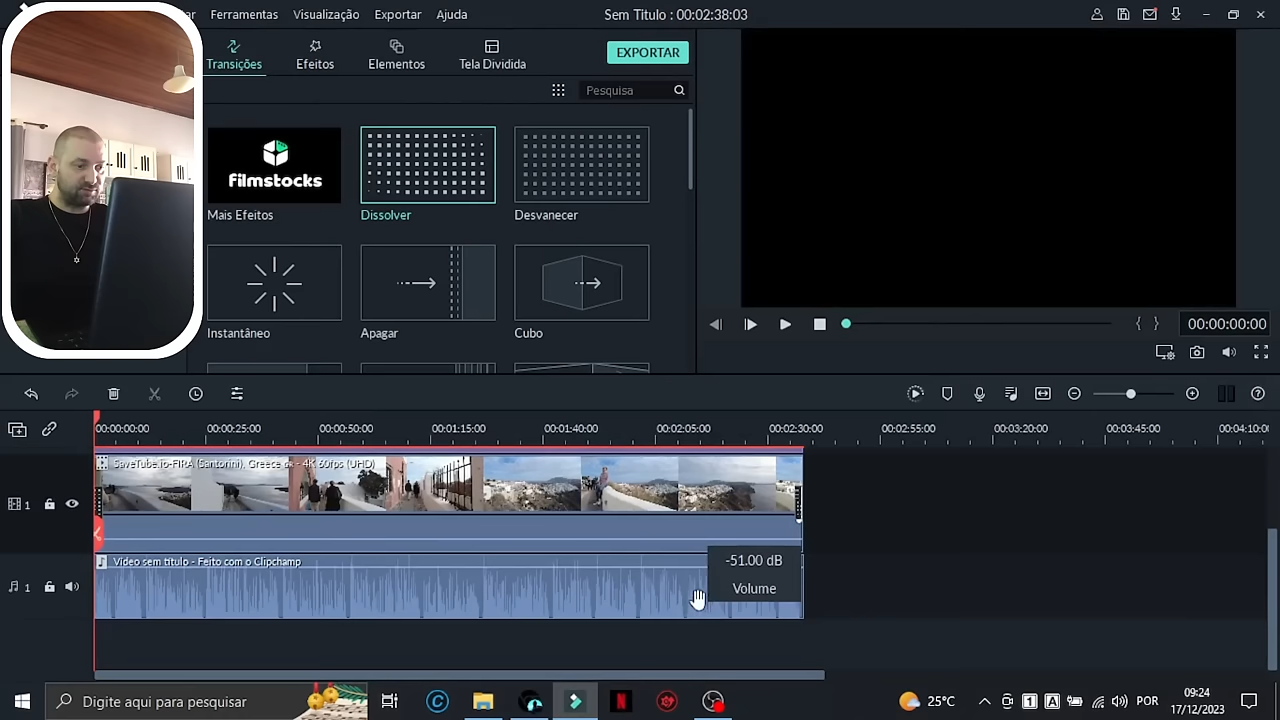 Ferramentas Visualização Exportar Ajuda
Sem Titulo : 00:02:38:03
Transições Efeitos Elementos Tela Dividida
EXPORTAR
Pesquisa
filmstocks
Mais Efeitos Dissolver Desvanecer
Instantâneo Apagar Cubo
{ } 00:00:00:00
00:00:00:00 00:00:25:00 00:00:50:00 00:01:15:00 00:01:40:00 00:02:05:00 00:02:30:00 00:02:55:00 00:03:20:00 00:03:45:00 00:04:10:0
SaveTube.io-FIRA (Santorini), Greece - 4K 60fps (UHD)
1
Vídeo sem título - Feito com o Clipchamp
1
-51.00 dB
Volume
Digite aqui para pesquisar
25°C
POR
09:24
17/12/2023